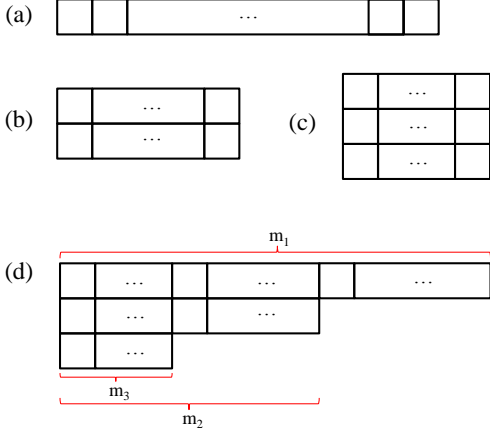 (a) …
(b) …
…
(c) …
…
…
m₁
(d) … … …
… …
…
m₃
m₂